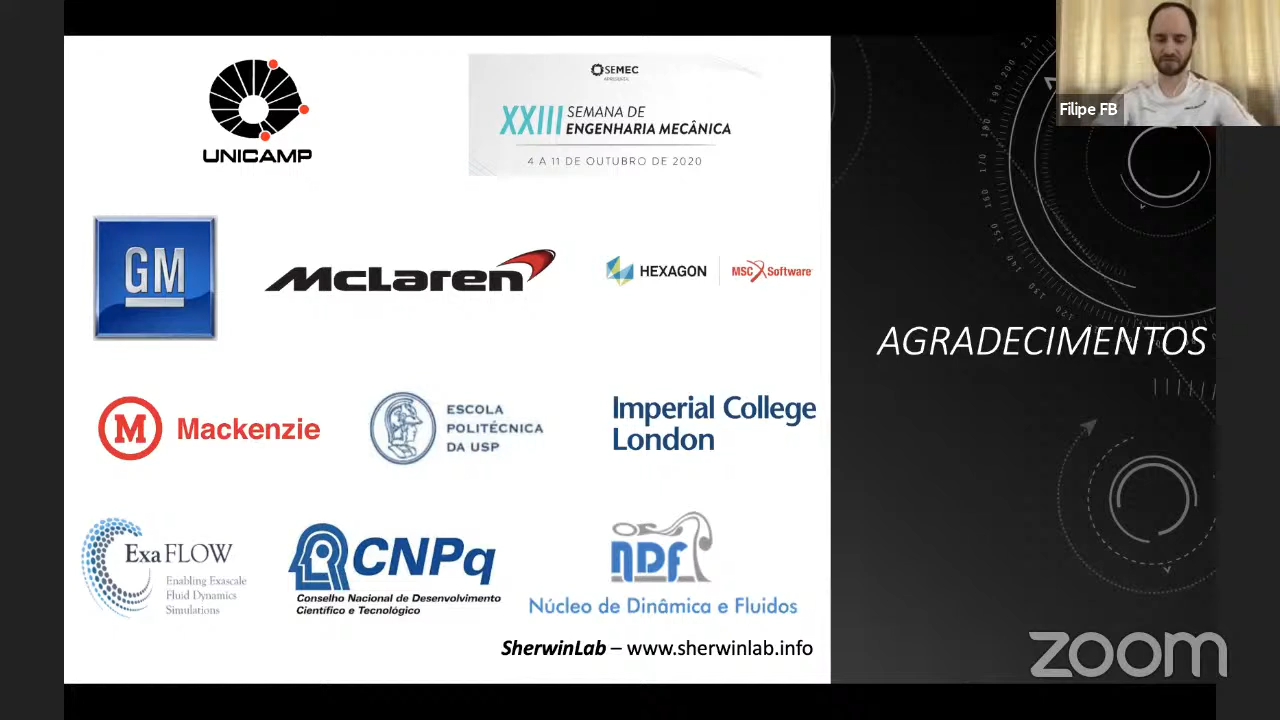 UNICAMP
SEMEC
APRESENTA
XXIII SEMANA DE
ENGENHARIA MECÂNICA
4 A 11 DE OUTUBRO DE 2020
Filipe FB
GM
McLaren
HEXAGON
MSC Software
AGRADECIMENTOS
M Mackenzie
ESCOLA
POLITÉCNICA
DA USP
Imperial College
London
ExaFLOW
Enabling Exascale
Fluid Dynamics
Simulations
CNPq
Conselho Nacional de Desenvolvimento
Científico e Tecnológico
NDF
Núcleo de Dinâmica e Fluidos
SherwinLab – www.sherwinlab.info
zoom